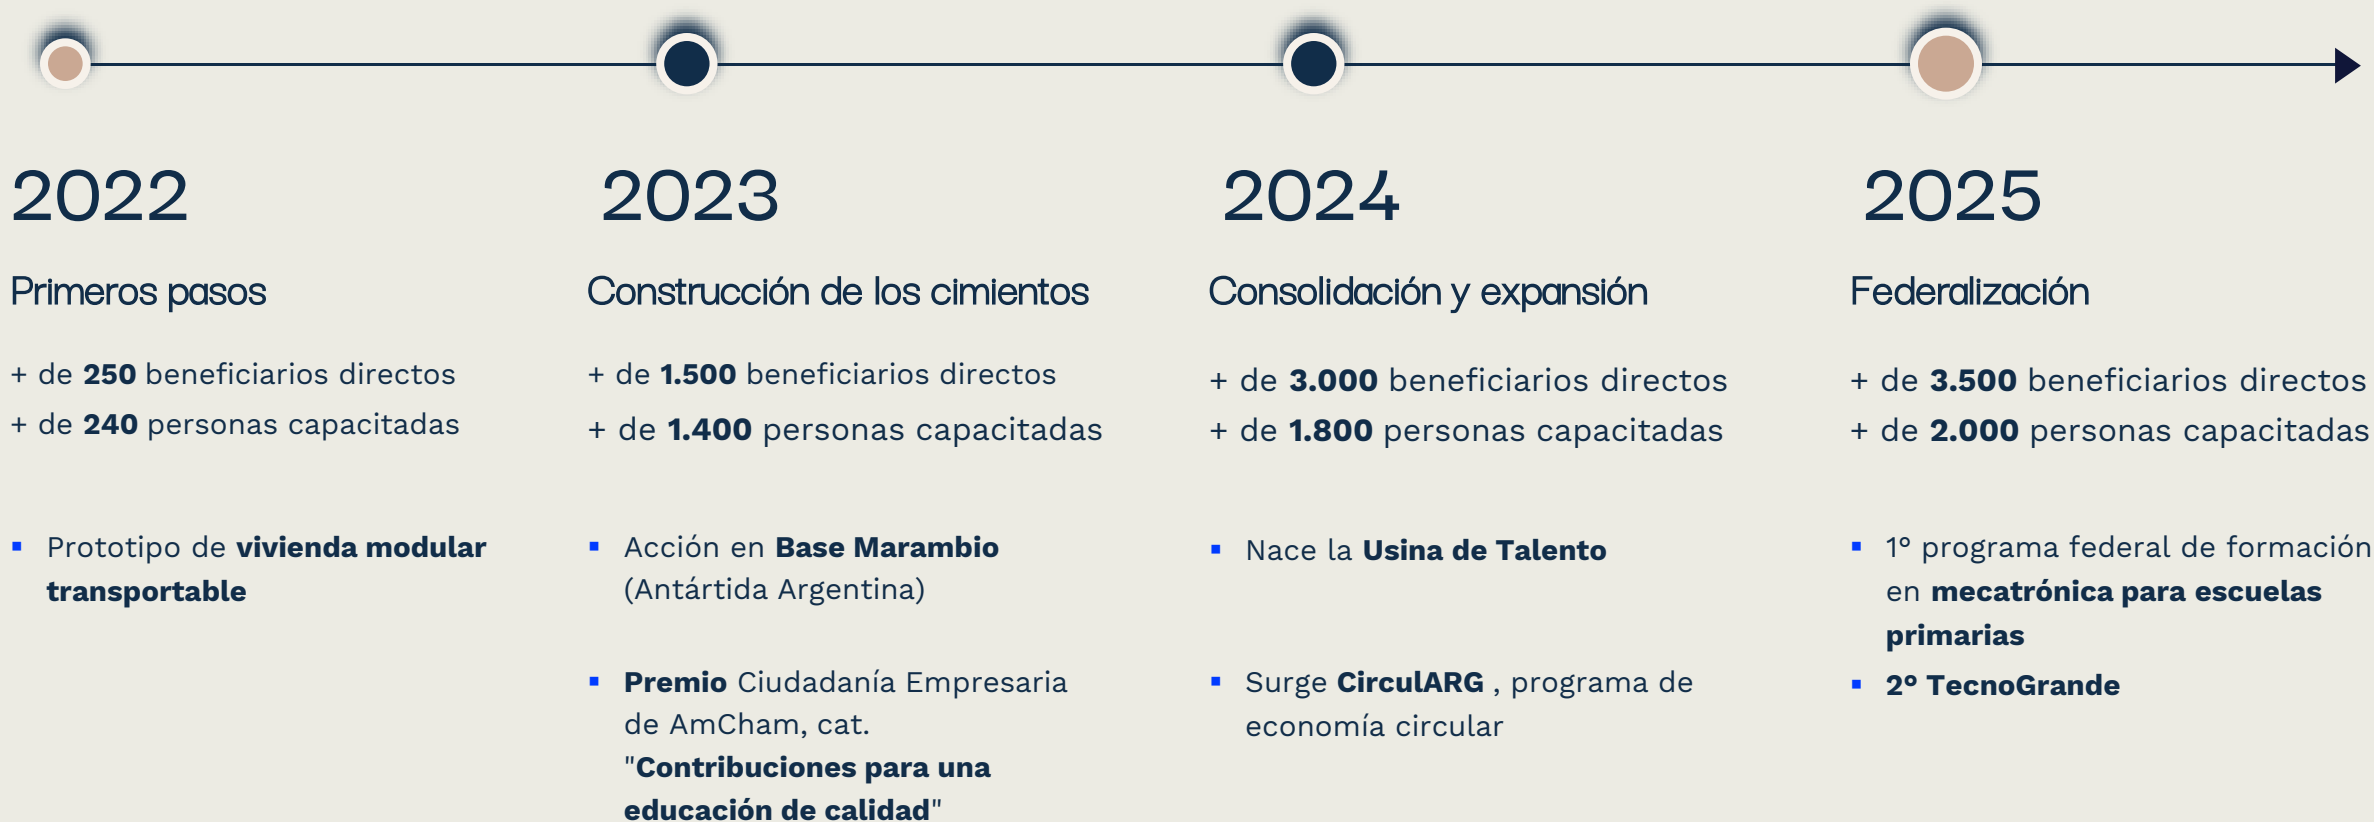 2022
Primeros pasos
+ de 250 beneficiarios directos
+ de 240 personas capacitadas
▪ Prototipo de vivienda modular
transportable
2023
Construcción de los cimientos
+ de 1.500 beneficiarios directos
+ de 1.400 personas capacitadas
▪ Acción en Base Marambio
(Antártida Argentina)
▪ Premio Ciudadanía Empresaria
de AmCham, cat.
"Contribuciones para una
educación de calidad"
2024
Consolidación y expansión
+ de 3.000 beneficiarios directos
+ de 1.800 personas capacitadas
▪ Nace la Usina de Talento
▪ Surge CirculARG , programa de
economía circular
2025
Federalización
+ de 3.500 beneficiarios directos
+ de 2.000 personas capacitadas
▪ 1° programa federal de formación
en mecatrónica para escuelas
primarias
▪ 2° TecnoGrande